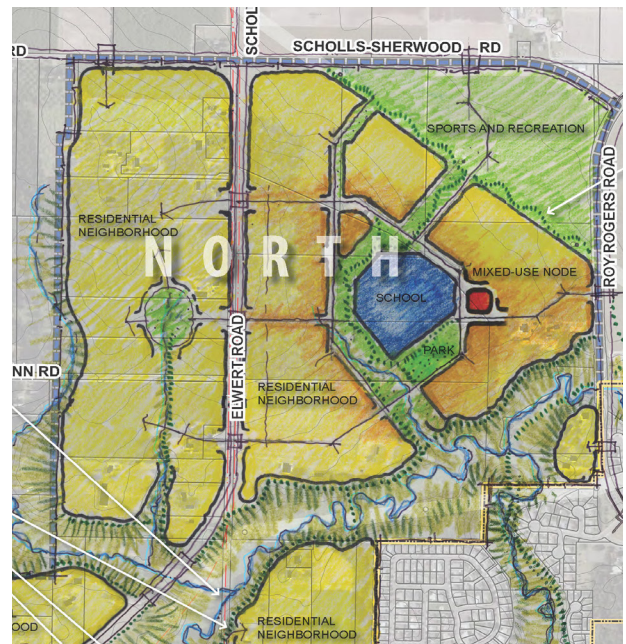 RD
SCHOLL
SCHOLLS-SHERWOOD RD
SPORTS AND RECREATION
ROY ROGERS ROAD
RESIDENTIAL
NEIGHBORHOOD
NORTH
MIXED-USE NODE
SCHOOL
ELWERT ROAD
PARK
NN RD
RESIDENTIAL
NEIGHBORHOOD
RESIDENTIAL
NEIGHBORHOOD
OOD